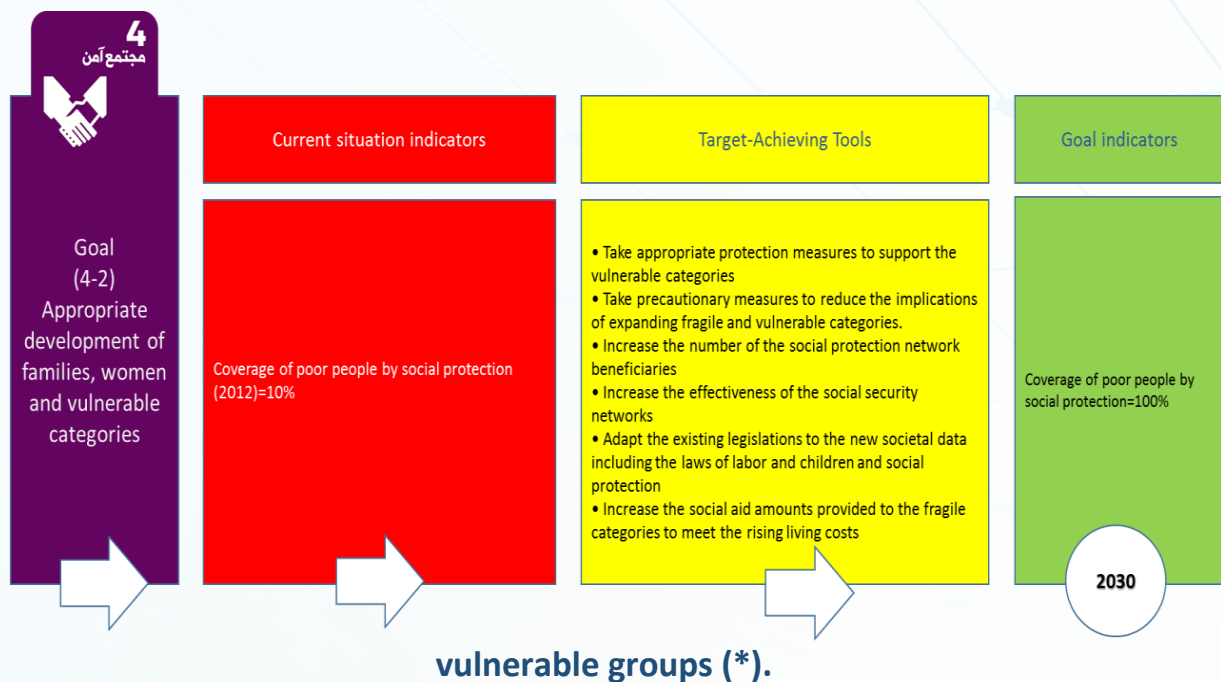 4
مجتمع آمن
Goal
(4-2)
Appropriate
development of
families, women
and vulnerable
categories
Current situation indicators
Coverage of poor people by social protection
(2012)=10%
Target-Achieving Tools
• Take appropriate protection measures to support the
vulnerable categories
• Take precautionary measures to reduce the implications
of expanding fragile and vulnerable categories.
• Increase the number of the social protection network
beneficiaries
• Increase the effectiveness of the social security
networks
• Adapt the existing legislations to the new societal data
including the laws of labor and children and social
protection
• Increase the social aid amounts provided to the fragile
categories to meet the rising living costs
Goal indicators
Coverage of poor people by
social protection=100%
2030
vulnerable groups (*).